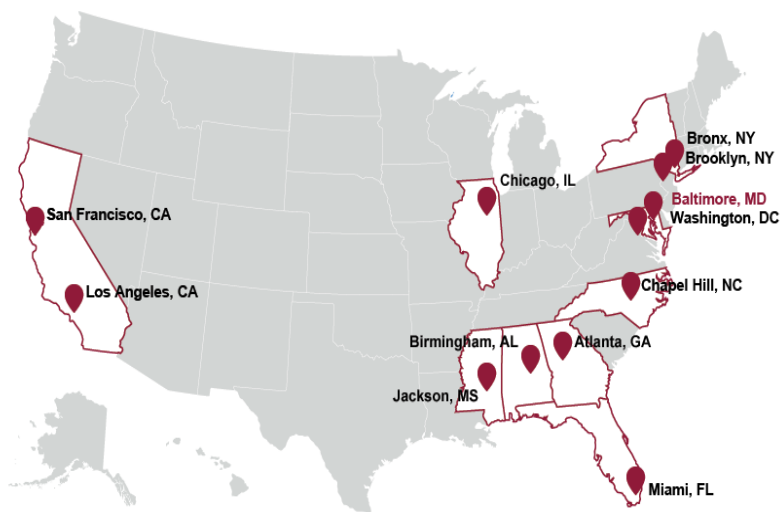 Bronx, NY
Brooklyn, NY
Chicago, IL
Baltimore, MD
San Francisco, CA
Washington, DC
Chapel Hill, NC
Los Angeles, CA
Birmingham, AL
Atlanta, GA
Jackson, MS
Miami, FL